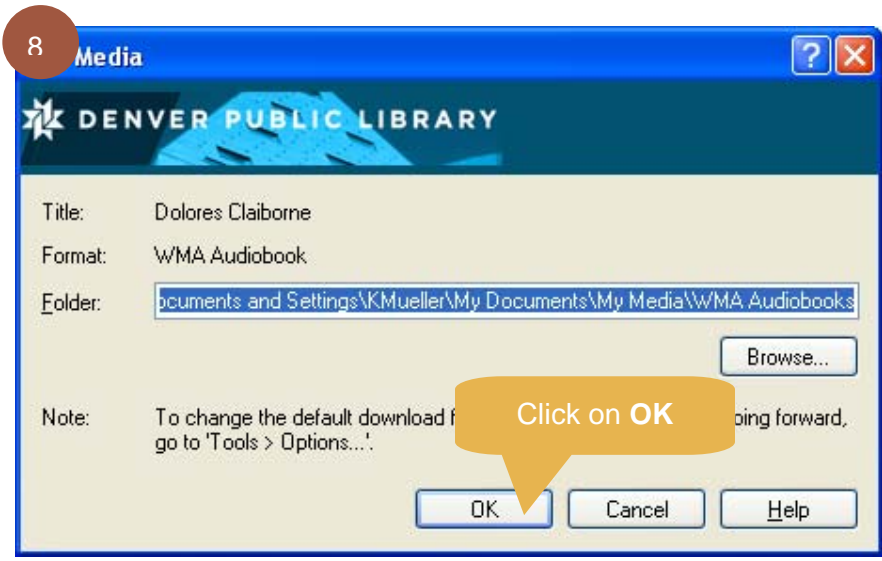 8
Media
DENVER PUBLIC LIBRARY
Title: Dolores Claiborne
Format: WMA Audiobook
Folder: ocuments and Settings\KMueller\My Documents\My Media\WMA Audiobooks
Browse...
Note: To change the default download f
Click on OK
oing forward,
go to 'Tools > Options...'.
OK Cancel Help